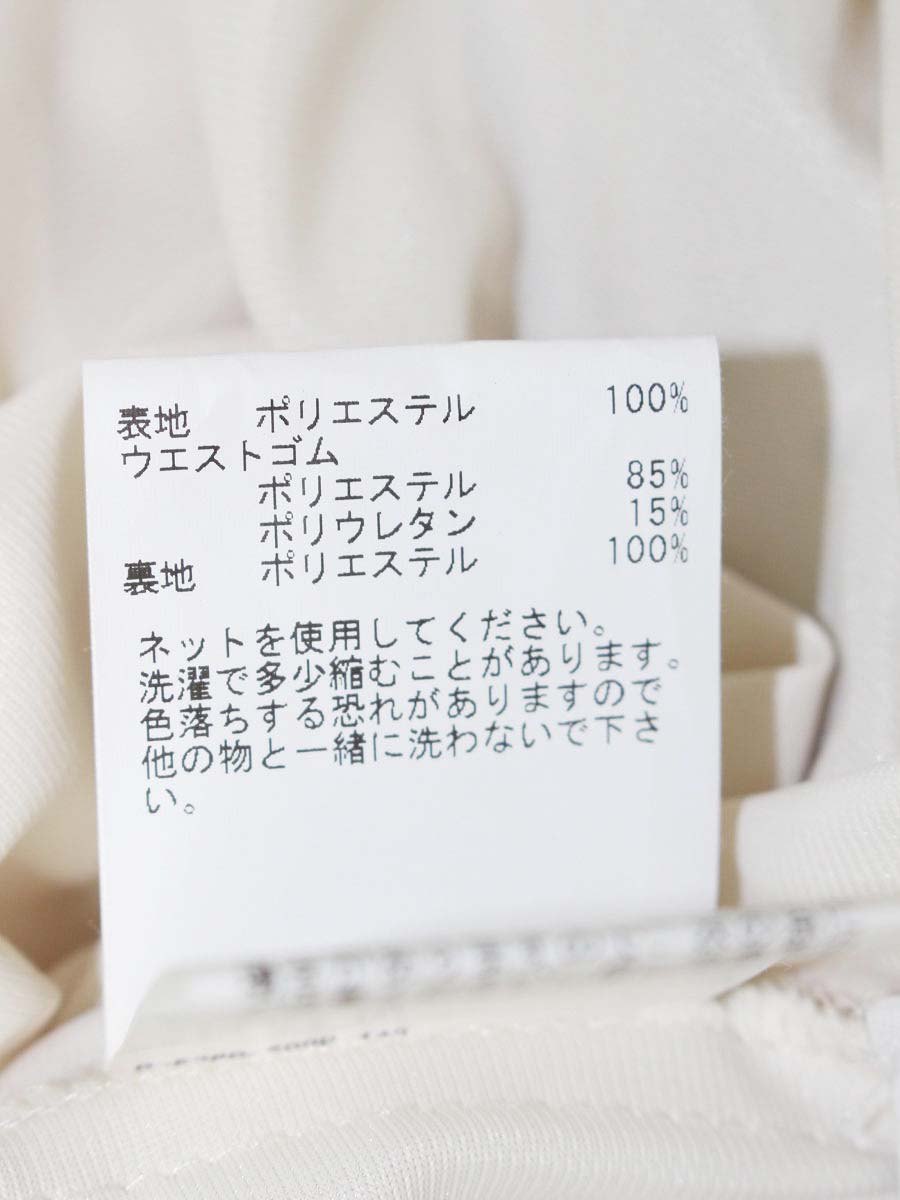 表地 ポリエステル 100%
ウエストゴム
ポリエステル 85%
ポリウレタン 15%
裏地 ポリエステル 100%
ネットを使用してください。
洗濯で多少縮むことがあります。
色落ちする恐れがありますので
他の物と一緒に洗わないで下さ
い。